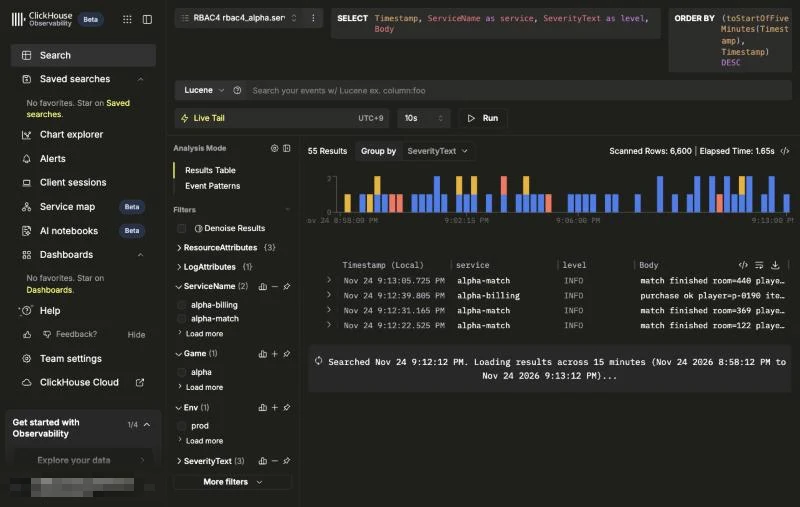 ClickHouse
Observability
Beta
Search
Saved searches
No favorites. Star on Saved
searches.
Chart explorer
Alerts
Client sessions
Service map
Beta
AI notebooks
Beta
Dashboards
No favorites. Star on
Dashboards.
Help
Feedback?
Hide
Team settings
ClickHouse Cloud
Get started with
Observability
1/4
Explore your data
RBAC4 rbac4_alpha.ser
SELECT Timestamp, ServiceName as service, SeverityText as level,
Body
ORDER BY (toStartOfFive
Minutes(Timest
amp),
Timestamp)
DESC
Lucene
Search your events w/ Lucene ex. column:foo
Live Tail
UTC+9
10s
Run
Analysis Mode
Results Table
Event Patterns
Filters
Denoise Results
ResourceAttributes (3)
LogAttributes (1)
ServiceName (2)
alpha-billing
alpha-match
Load more
Game (1)
alpha
Load more
Env (1)
prod
Load more
SeverityText (3)
More filters
55 Results
Group by
SeverityText
Scanned Rows: 6,600 | Elapsed Time: 1.65s
2
0
Nov 24 8:58:00 PM
9:02:15 PM
9:06:00 PM
9:13:00 PM
Timestamp (Local)
service
level
Body
Nov 24 9:13:05.725 PM alpha-match INFO match finished room=440 playe…
Nov 24 9:12:39.805 PM alpha-billing INFO purchase ok player=p-0190 ite…
Nov 24 9:12:31.165 PM alpha-match INFO match finished room=369 playe…
Nov 24 9:12:22.525 PM alpha-match INFO match finished room=122 playe…
Searched Nov 24 9:12:12 PM. Loading results across 15 minutes (Nov 24 2026 8:58:12 PM to
Nov 24 2026 9:13:12 PM)...